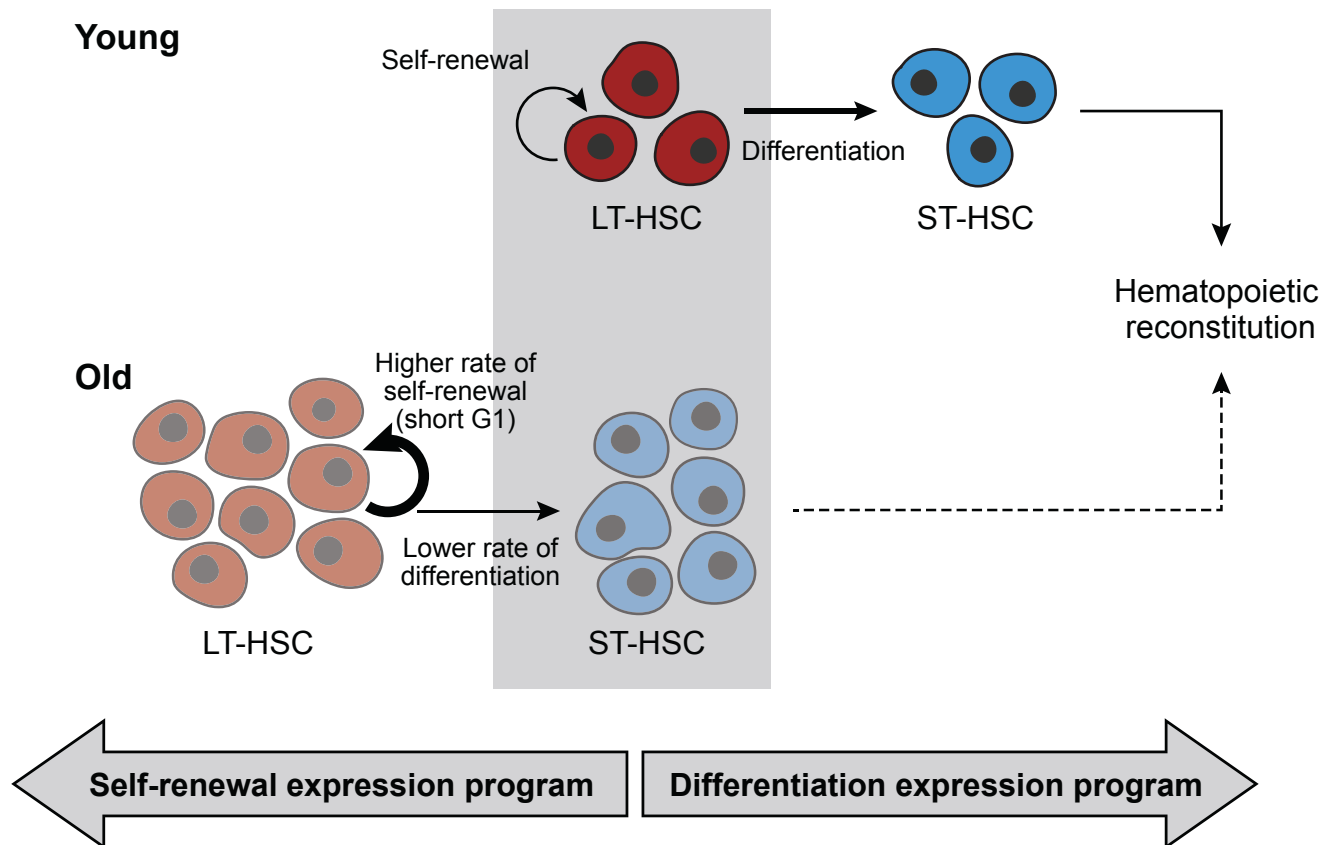 Young
Self-renewal
Differentiation
LT-HSC
ST-HSC
Hematopoietic
reconstitution
Old
Higher rate of
self-renewal
(short G1)
Lower rate of
differentiation
LT-HSC
ST-HSC
Self-renewal expression program
Differentiation expression program